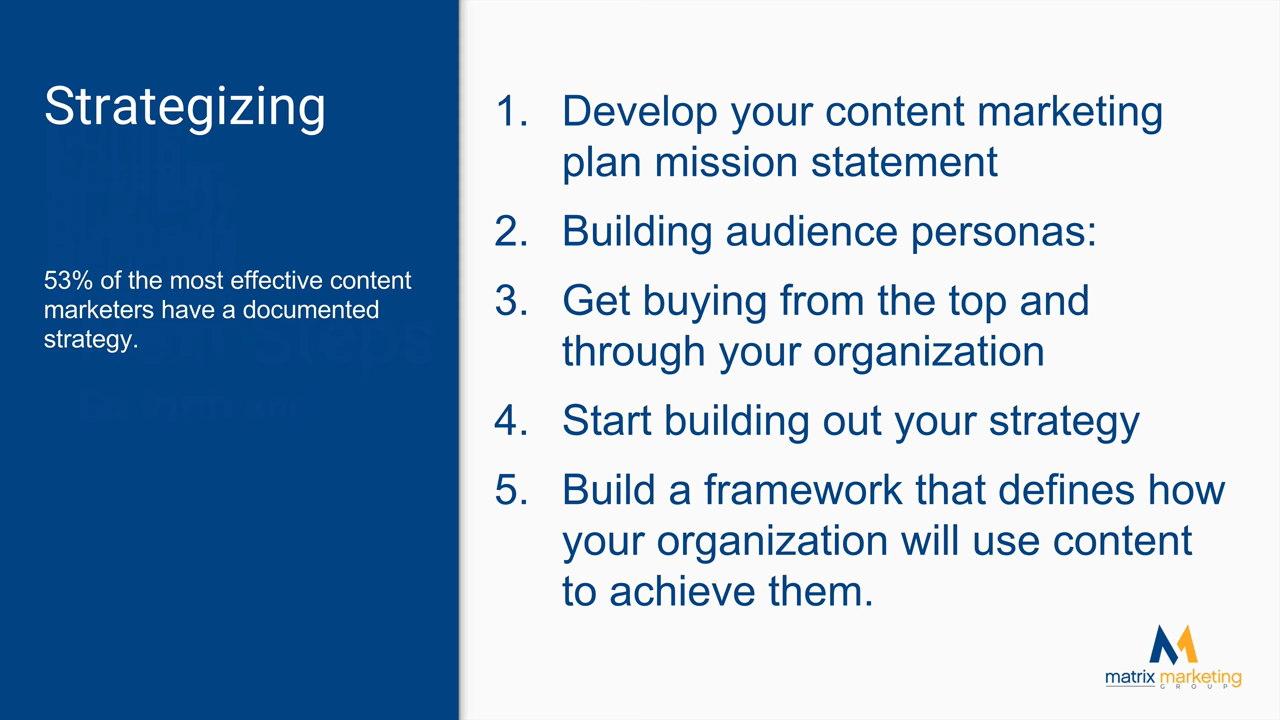 Strategizing
53% of the most effective content
marketers have a documented
strategy.
1. Develop your content marketing
plan mission statement
2. Building audience personas:
3. Get buying from the top and
through your organization
4. Start building out your strategy
5. Build a framework that defines how
your organization will use content
to achieve them.
matrix marketing
GROUP